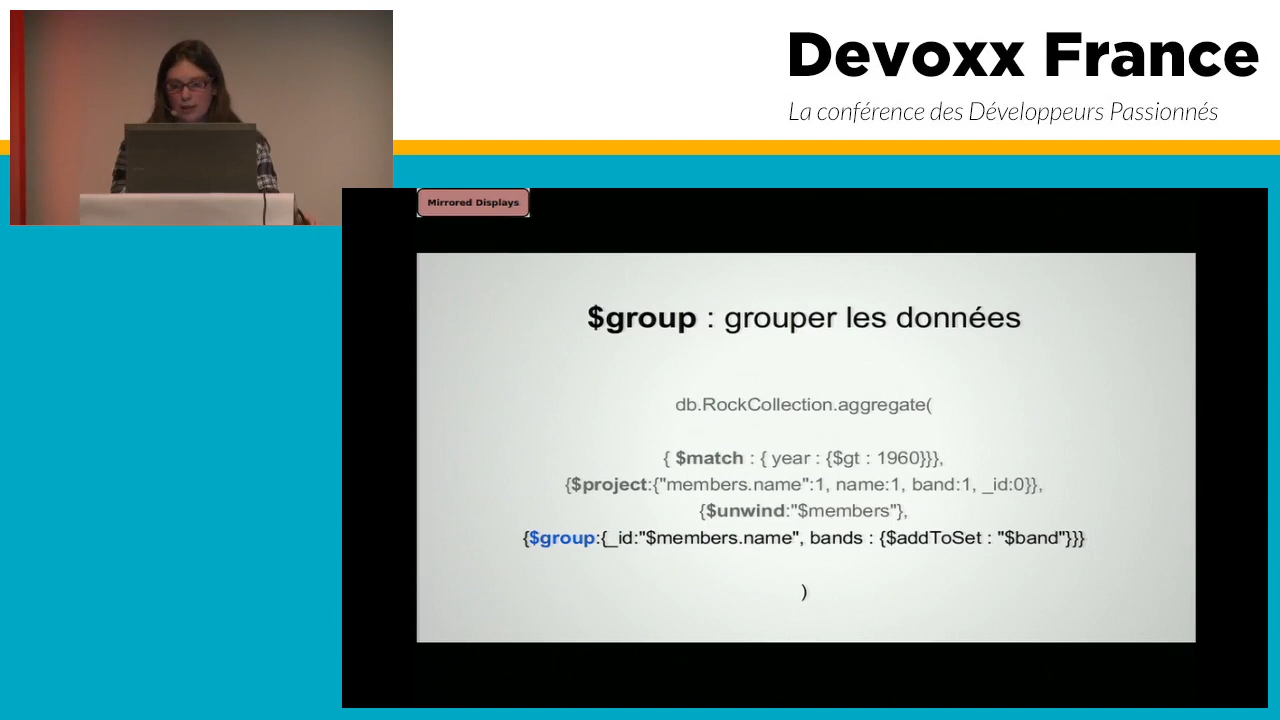 Devoxx France
La conférence des Développeurs Passionnés
Mirrored Displays
$group : grouper les données
db.RockCollection.aggregate(
{ $match : { year : {$gt : 1960}}},
{$project:{"members.name":1, name:1, band:1, _id:0}},
{$unwind:"$members"},
{$group:{_id:"$members.name", bands : {$addToSet : "$band"}}}
)